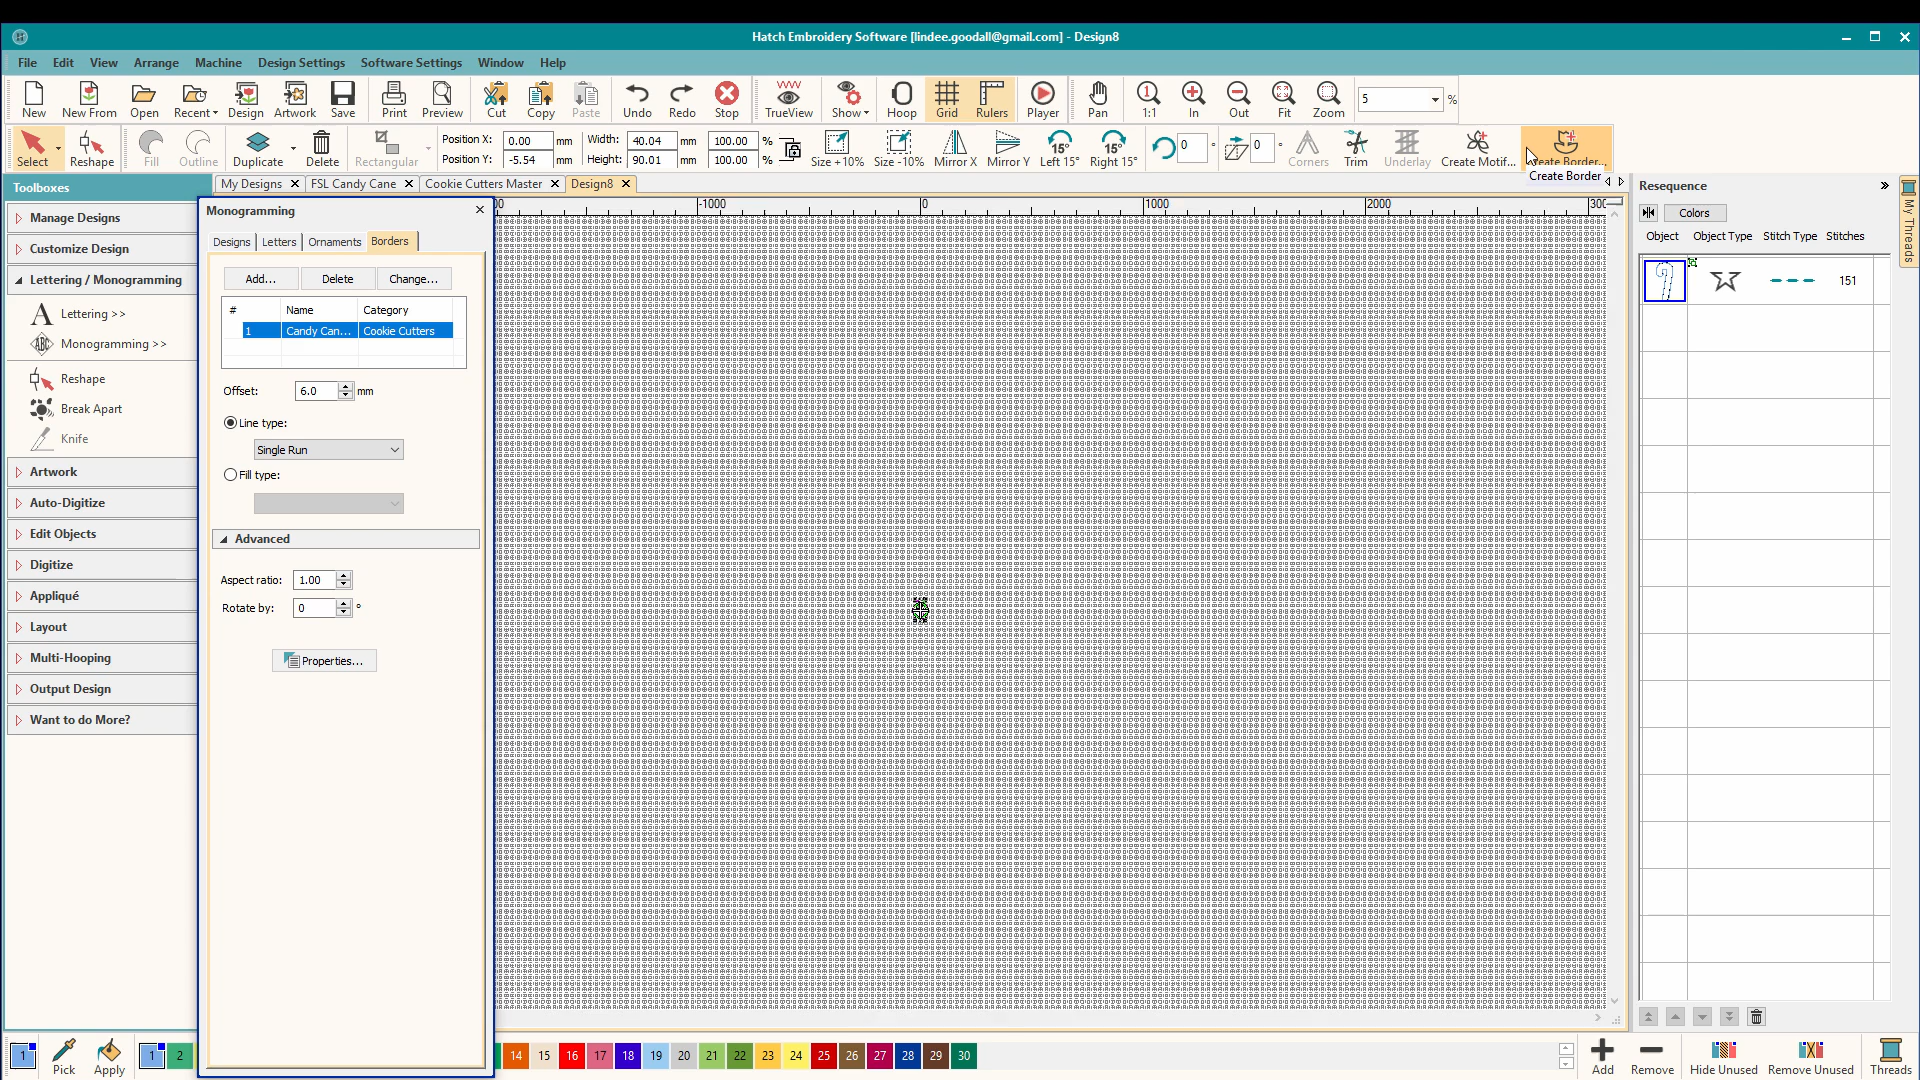 Hatch Embroidery Software [lindee.goodall@gmail.com] - Design8
File Edit View Arrange Machine Design Settings Software Settings Window Help
New New From Open Recent Design Artwork Save Print Preview Cut Copy Paste Undo Redo Stop TrueView Show Hoop Grid Rulers Player Pan 1:1 In Out Fit Zoom 5 %
Select Reshape Fill Outline Duplicate Delete Rectangular
Position X: 0.00 mm Width: 40.04 mm 100.00 %
Position Y: -5.54 mm Height: 90.01 mm 100.00 %
Size +10% Size -10% Mirror X Mirror Y Left 15° Right 15° 0 ° 0 ° Corners Trim Underlay Create Motif... Create Border...
Create Border
Toolboxes
Manage Designs
Customize Design
Lettering / Monogramming
Lettering >>
Monogramming >>
Reshape
Break Apart
Knife
Artwork
Auto-Digitize
Edit Objects
Digitize
Appliqué
Layout
Multi-Hooping
Output Design
Want to do More?
My Designs FSL Candy Cane Cookie Cutters Master Design8
Monogramming
Designs Letters Ornaments Borders
Add... Delete Change...
# Name Category
1 Candy Can... Cookie Cutters
Offset: 6.0 mm
Line type:
Single Run
Fill type:
Advanced
Aspect ratio: 1.00
Rotate by: 0 °
Properties...
-1000 0 1000 2000
Resequence
Colors
Object Object Type Stitch Type Stitches
151
My Threads
1 Pick Apply 1 2 14 15 16 17 18 19 20 21 22 23 24 25 26 27 28 29 30
Add Remove Hide Unused Remove Unused Threads